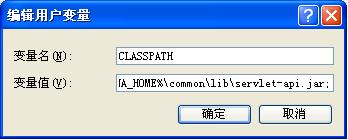 编辑用户变量
变量名(N):
CLASSPATH
变量值(V):
A_HOME%\common\lib\servlet-api.jar;
确定
取消